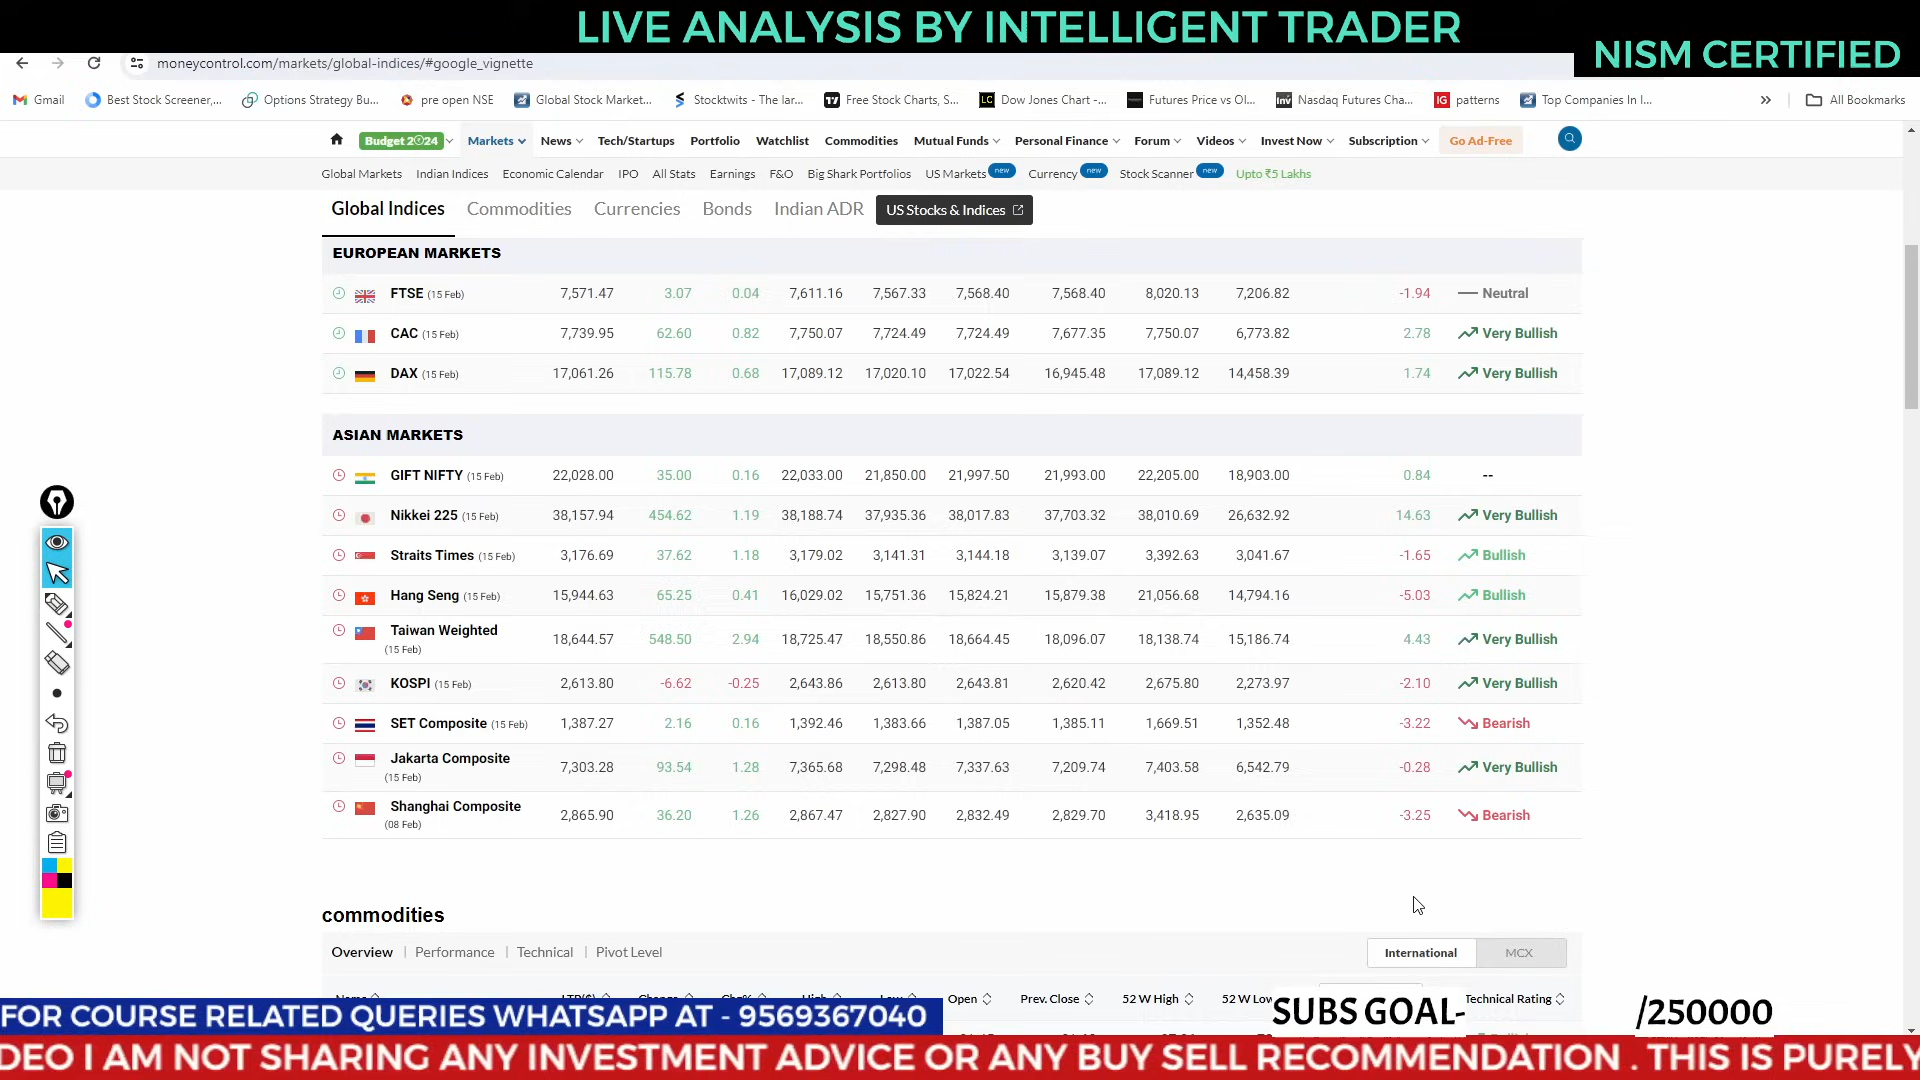 LIVE ANALYSIS BY INTELLIGENT TRADER
NISM CERTIFIED
moneycontrol.com/markets/global-indices/#google_vignette
Gmail Best Stock Screener,... Options Strategy Bu... pre open NSE Global Stock Market... Stocktwits - The lar... Free Stock Charts, S... Dow Jones Chart -... Futures Price vs OI... Nasdaq Futures Cha... patterns Top Companies In I... » All Bookmarks
Budget 2024 Markets News Tech/Startups Portfolio Watchlist Commodities Mutual Funds Personal Finance Forum Videos Invest Now Subscription Go Ad-Free
Global Markets Indian Indices Economic Calendar IPO All Stats Earnings F&O Big Shark Portfolios US Markets new Currency new Stock Scanner new Upto ₹5 Lakhs
Global Indices Commodities Currencies Bonds Indian ADR US Stocks & Indices
EUROPEAN MARKETS
FTSE (15 Feb) 7,571.47 3.07 0.04 7,611.16 7,567.33 7,568.40 7,568.40 8,020.13 7,206.82 -1.94 Neutral
CAC (15 Feb) 7,739.95 62.60 0.82 7,750.07 7,724.49 7,724.49 7,677.35 7,750.07 6,773.82 2.78 Very Bullish
DAX (15 Feb) 17,061.26 115.78 0.68 17,089.12 17,020.10 17,022.54 16,945.48 17,089.12 14,458.39 1.74 Very Bullish
ASIAN MARKETS
GIFT NIFTY (15 Feb) 22,028.00 35.00 0.16 22,033.00 21,850.00 21,997.50 21,993.00 22,205.00 18,903.00 0.84 --
Nikkei 225 (15 Feb) 38,157.94 454.62 1.19 38,188.74 37,935.36 38,017.83 37,703.32 38,010.69 26,632.92 14.63 Very Bullish
Straits Times (15 Feb) 3,176.69 37.62 1.18 3,179.02 3,141.31 3,144.18 3,139.07 3,392.63 3,041.67 -1.65 Bullish
Hang Seng (15 Feb) 15,944.63 65.25 0.41 16,029.02 15,751.36 15,824.21 15,879.38 21,056.68 14,794.16 -5.03 Bullish
Taiwan Weighted (15 Feb) 18,644.57 548.50 2.94 18,725.47 18,550.86 18,664.45 18,096.07 18,138.74 15,186.74 4.43 Very Bullish
KOSPI (15 Feb) 2,613.80 -6.62 -0.25 2,643.86 2,613.80 2,643.81 2,620.42 2,675.80 2,273.97 -2.10 Very Bullish
SET Composite (15 Feb) 1,387.27 2.16 0.16 1,392.46 1,383.66 1,387.05 1,385.11 1,669.51 1,352.48 -3.22 Bearish
Jakarta Composite (15 Feb) 7,303.28 93.54 1.28 7,365.68 7,298.48 7,337.63 7,209.74 7,403.58 6,542.79 -0.28 Very Bullish
Shanghai Composite (08 Feb) 2,865.90 36.20 1.26 2,867.47 2,827.90 2,832.49 2,829.70 3,418.95 2,635.09 -3.25 Bearish
commodities
Overview | Performance | Technical | Pivot Level International MCX
Open Prev. Close 52 W High 52 W Low Technical Rating
FOR COURSE RELATED QUERIES WHATSAPP AT - 9569367040
SUBS GOAL- /250000
DEO I AM NOT SHARING ANY INVESTMENT ADVICE OR ANY BUY SELL RECOMMENDATION . THIS IS PURELY